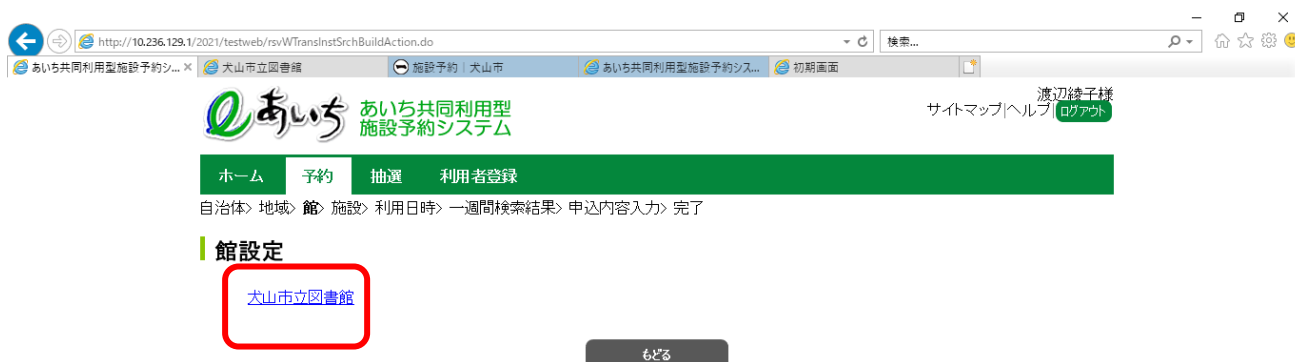 http://10.236.129.1/2021/testweb/rsvWTransInstSrchBuildAction.do
検索...
あいち共同利用型施設予約シ... ×
犬山市立図書館
施設予約 | 犬山市
あいち共同利用型施設予約シス...
初期画面
あいち
あいち共同利用型
施設予約システム
渡辺綾子様
サイトマップ|ヘルプ|ログアウト
ホーム 予約 抽選 利用者登録
自治体> 地域> 館> 施設> 利用日時> 一週間検索結果> 申込内容入力> 完了
館設定
犬山市立図書館
もどる